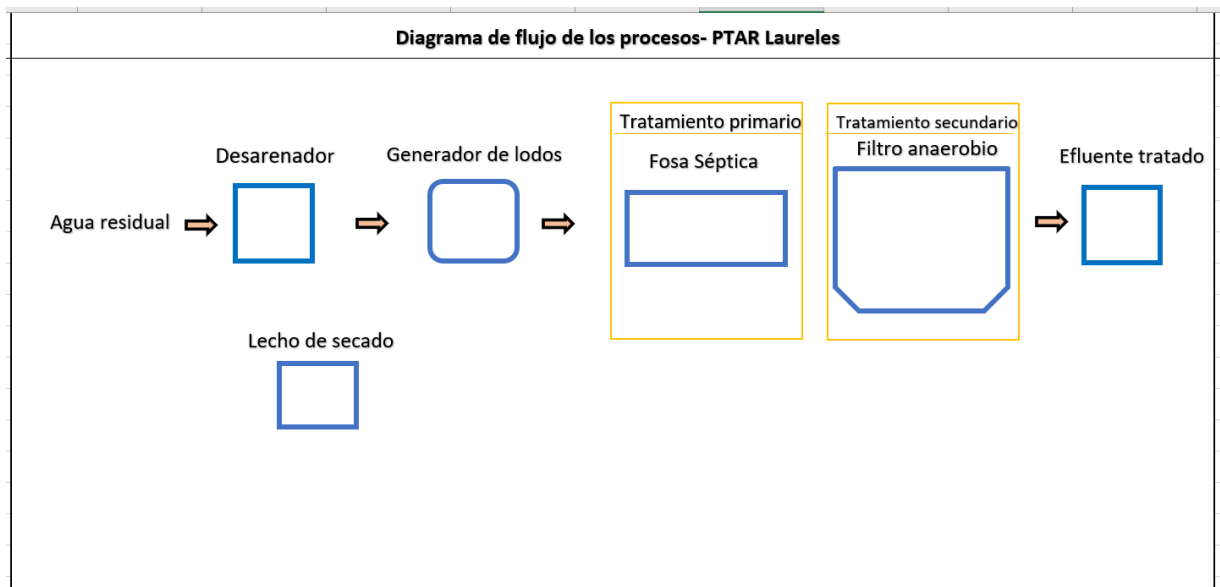 Diagrama de flujo de los procesos- PTAR Laureles
Agua residual
Desarenador
Generador de lodos
Tratamiento primario
Fosa Séptica
Tratamiento secundario
Filtro anaerobio
Efluente tratado
Lecho de secado